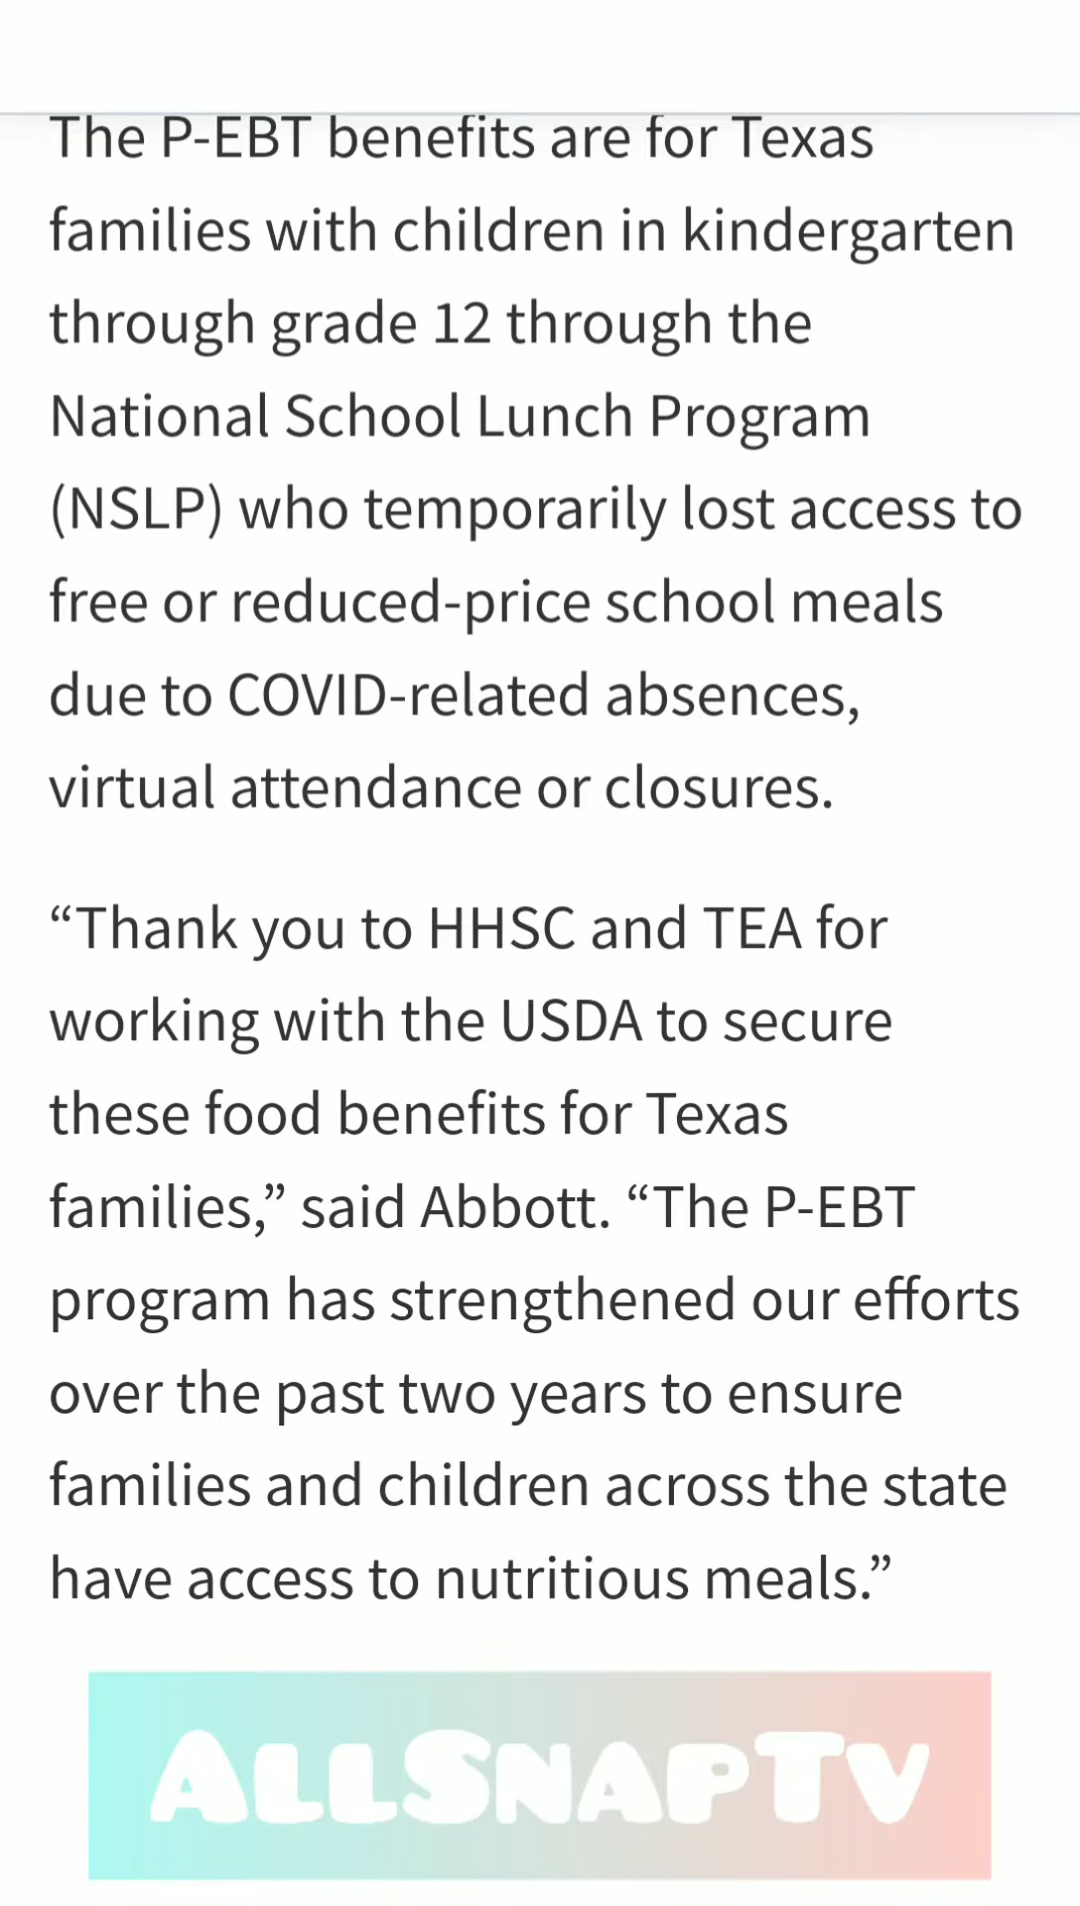 The P-EBT benefits are for Texas
families with children in kindergarten
through grade 12 through the
National School Lunch Program
(NSLP) who temporarily lost access to
free or reduced-price school meals
due to COVID-related absences,
virtual attendance or closures.
“Thank you to HHSC and TEA for
working with the USDA to secure
these food benefits for Texas
families,” said Abbott. “The P-EBT
program has strengthened our efforts
over the past two years to ensure
families and children across the state
have access to nutritious meals.”
ALLSNAPTV